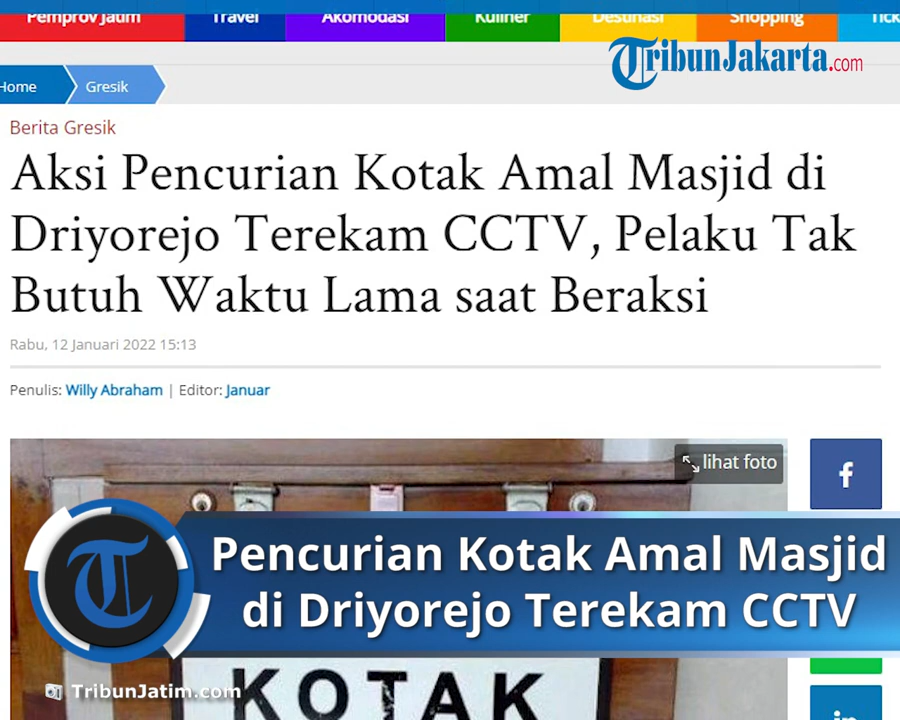 Pemprov Jatim Travel Akomodasi Kuliner Destinasi Shopping
TribunJakarta.com
Home Gresik
Berita Gresik
Aksi Pencurian Kotak Amal Masjid di
Driyorejo Terekam CCTV, Pelaku Tak
Butuh Waktu Lama saat Beraksi
Rabu, 12 Januari 2022 15:13
Penulis: Willy Abraham | Editor: Januar
lihat foto
f
Pencurian Kotak Amal Masjid
di Driyorejo Terekam CCTV
T
TribunJatim.com
KOTAK
in